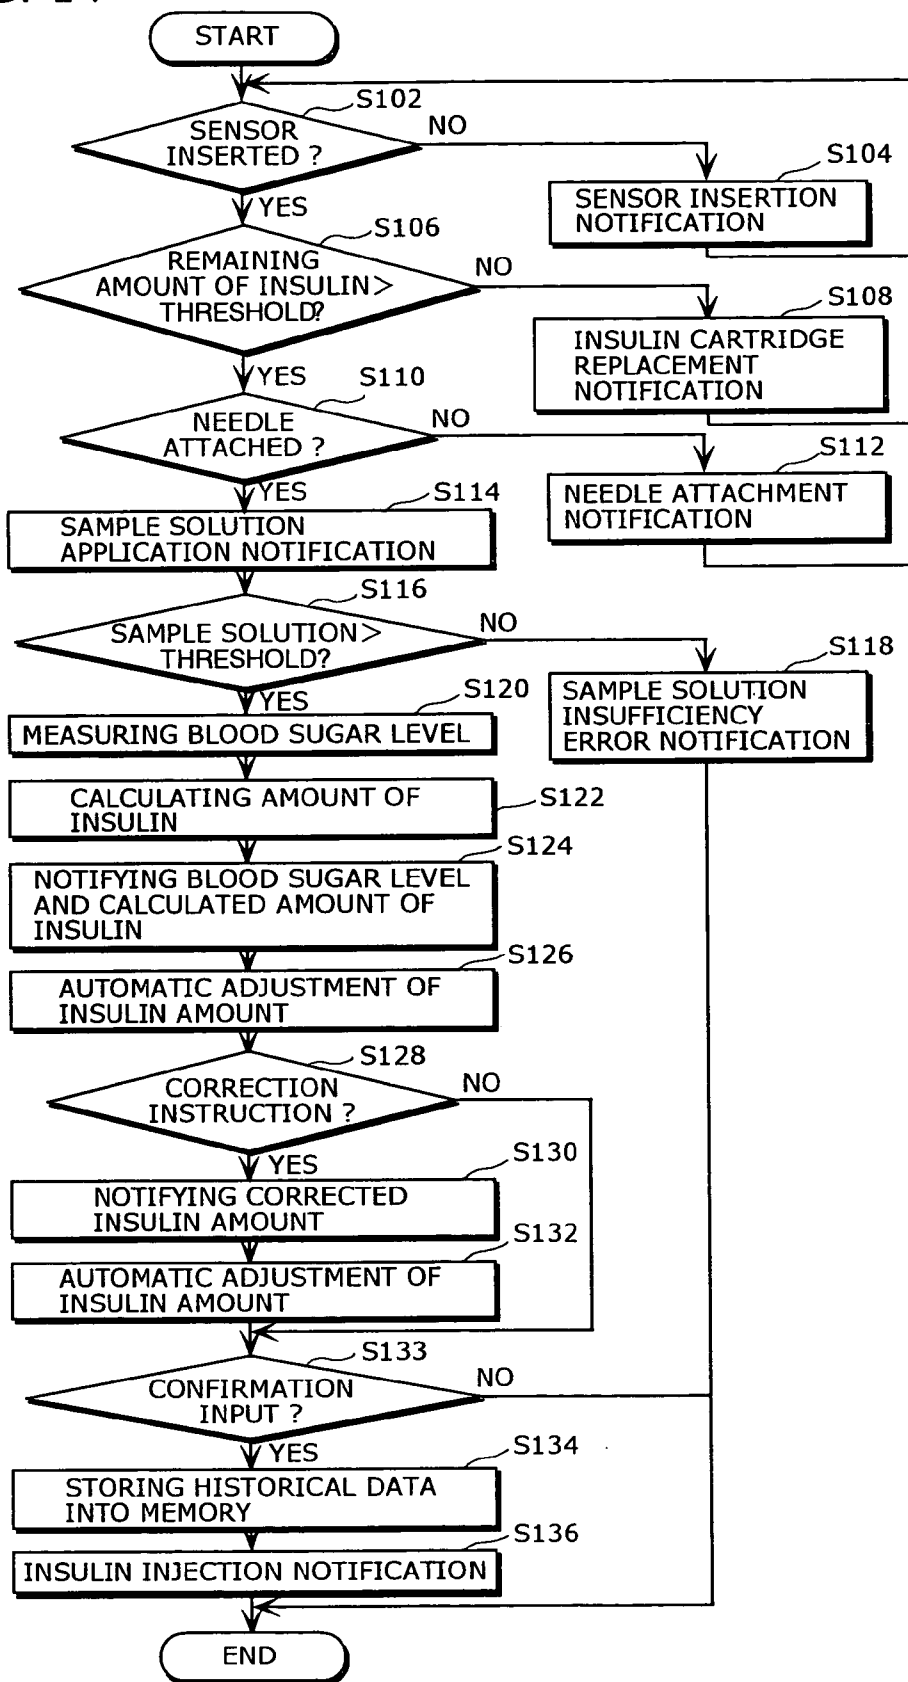 START
S102
SENSOR
INSERTED ?
NO
S104
SENSOR INSERTION
NOTIFICATION
YES
S106
REMAINING
AMOUNT OF INSULIN>
THRESHOLD?
NO
S108
INSULIN CARTRIDGE
REPLACEMENT
NOTIFICATION
YES
S110
NEEDLE
ATTACHED ?
NO
S112
NEEDLE ATTACHMENT
NOTIFICATION
YES
S114
SAMPLE SOLUTION
APPLICATION NOTIFICATION
S116
SAMPLE SOLUTION>
THRESHOLD?
NO
S118
SAMPLE SOLUTION
INSUFFICIENCY
ERROR NOTIFICATION
YES
S120
MEASURING BLOOD SUGAR LEVEL
CALCULATING AMOUNT OF
INSULIN
S122
S124
NOTIFYING BLOOD SUGAR LEVEL
AND CALCULATED AMOUNT OF
INSULIN
S126
AUTOMATIC ADJUSTMENT OF
INSULIN AMOUNT
S128
CORRECTION
INSTRUCTION ?
NO
YES
S130
NOTIFYING CORRECTED
INSULIN AMOUNT
S132
AUTOMATIC ADJUSTMENT OF
INSULIN AMOUNT
S133
CONFIRMATION
INPUT ?
NO
YES
S134
STORING HISTORICAL DATA
INTO MEMORY
S136
INSULIN INJECTION NOTIFICATION
END